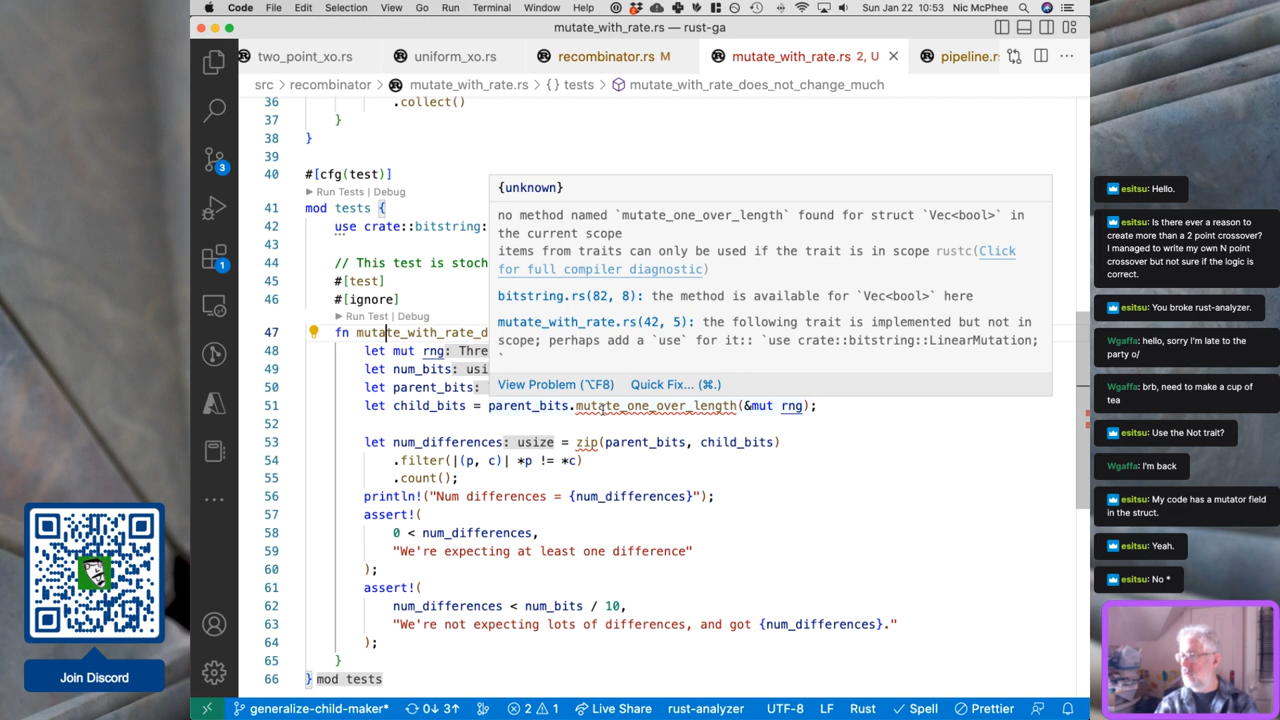 Code File Edit Selection View Go Run Terminal Window Help Sun Jan 22 10:53 Nic McPhee
mutate_with_rate.rs — rust-ga
two_point_xo.rs uniform_xo.rs recombinator.rs M mutate_with_rate.rs 2, U pipeline.rs
src > recombinator > mutate_with_rate.rs > {} tests > mutate_with_rate_does_not_change_much
36 .collect()
37 }
38 }
39
40 #[cfg(test)]
Run Tests | Debug
41 mod tests {
42 use crate::bitstring:
43
44 // This test is stoch
45 #[test]
46 #[ignore]
Run Test | Debug
47 fn mutate_with_rate_d
48 let mut rng: Thre
49 let num_bits: usi
50 let parent_bits:
51 let child_bits = parent_bits.mutate_one_over_length(&mut rng);
52
53 let num_differences: usize = zip(parent_bits, child_bits)
54 .filter(|(p, c)| *p != *c)
55 .count();
56 println!("Num differences = {num_differences}");
57 assert!(
58 0 < num_differences,
59 "We're expecting at least one difference"
60 );
61 assert!(
62 num_differences < num_bits / 10,
63 "We're not expecting lots of differences, and got {num_differences}."
64 );
65 }
66 } mod tests
{unknown}
no method named `mutate_one_over_length` found for struct `Vec<bool>` in
the current scope
items from traits can only be used if the trait is in scope rustc(Click
for full compiler diagnostic)
bitstring.rs(82, 8): the method is available for `Vec<bool>` here
mutate_with_rate.rs(42, 5): the following trait is implemented but not in
scope; perhaps add a `use` for it:: `use crate::bitstring::LinearMutation;
`
View Problem (⌥F8) Quick Fix... (⌘.)
3
1
generalize-child-maker* 0↓ 3↑ 2 1 Live Share rust-analyzer UTF-8 LF Rust Spell Prettier
Join Discord
esitsu: Hello.
esitsu: Is there ever a reason to
create more than a 2 point crossover?
I managed to write my own N point
crossover but not sure if the logic is
correct.
esitsu: You broke rust-analyzer.
Wgaffa: hello, sorry I'm late to the
party o/
Wgaffa: brb, need to make a cup of
tea
esitsu: Use the Not trait?
Wgaffa: I'm back
esitsu: My code has a mutator field
in the struct.
esitsu: Yeah.
esitsu: No *